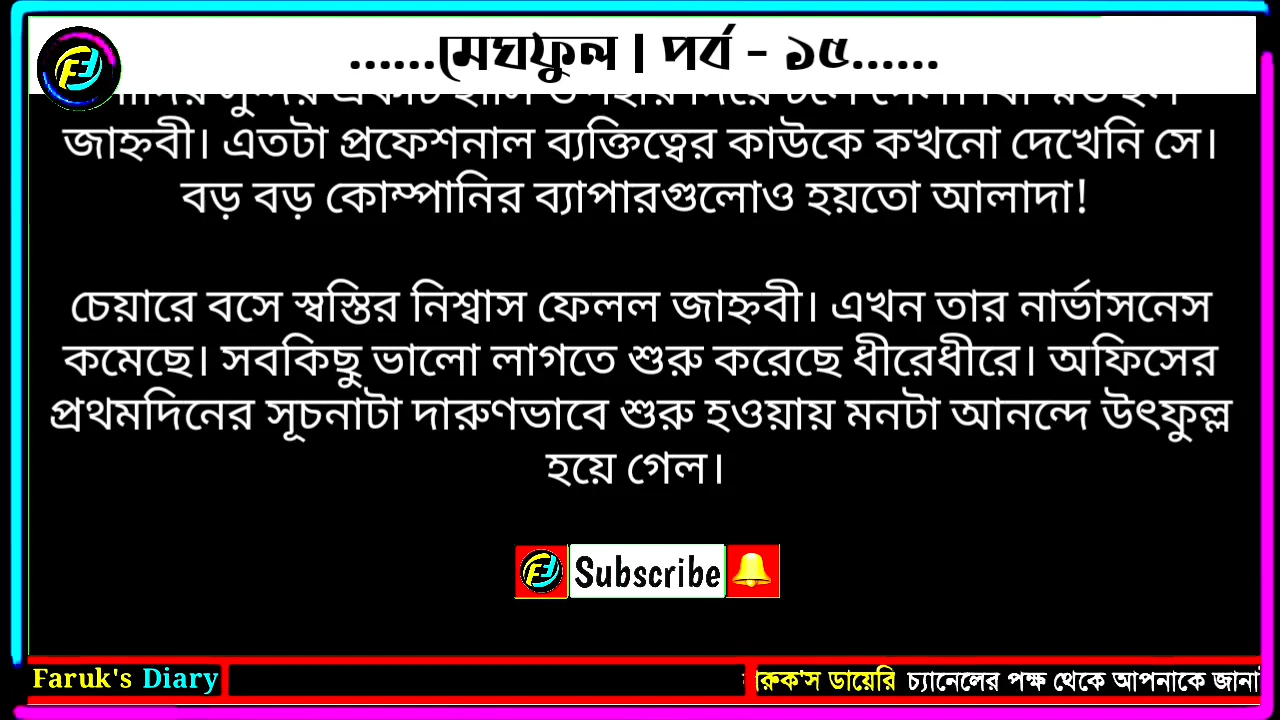 ......মেঘফুল | পর্ব - ১৫......
জাহ্নবী। এতটা প্রফেশনাল ব্যক্তিত্বের কাউকে কখনো দেখেনি সে।
বড় বড় কোম্পানির ব্যাপারগুলোও হয়তো আলাদা!
চেয়ারে বসে স্বস্তির নিশ্বাস ফেলল জাহ্নবী। এখন তার নার্ভাসনেস
কমেছে। সবকিছু ভালো লাগতে শুরু করেছে ধীরেধীরে। অফিসের
প্রথমদিনের সূচনাটা দারুণভাবে শুরু হওয়ায় মনটা আনন্দে উৎফুল্ল
হয়ে গেল।
Subscribe
Faruk's Diary
ডায়েরি চ্যানেলের পক্ষ থেকে আপনাকে